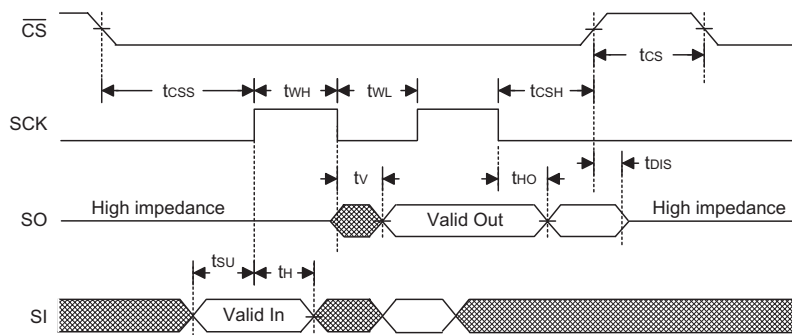 CS
tCS
tCSS
tWH
tWL
tCSH
SCK
tV
tHO
tDIS
SO
High impedance
Valid Out
High impedance
tSU
tH
SI
Valid In